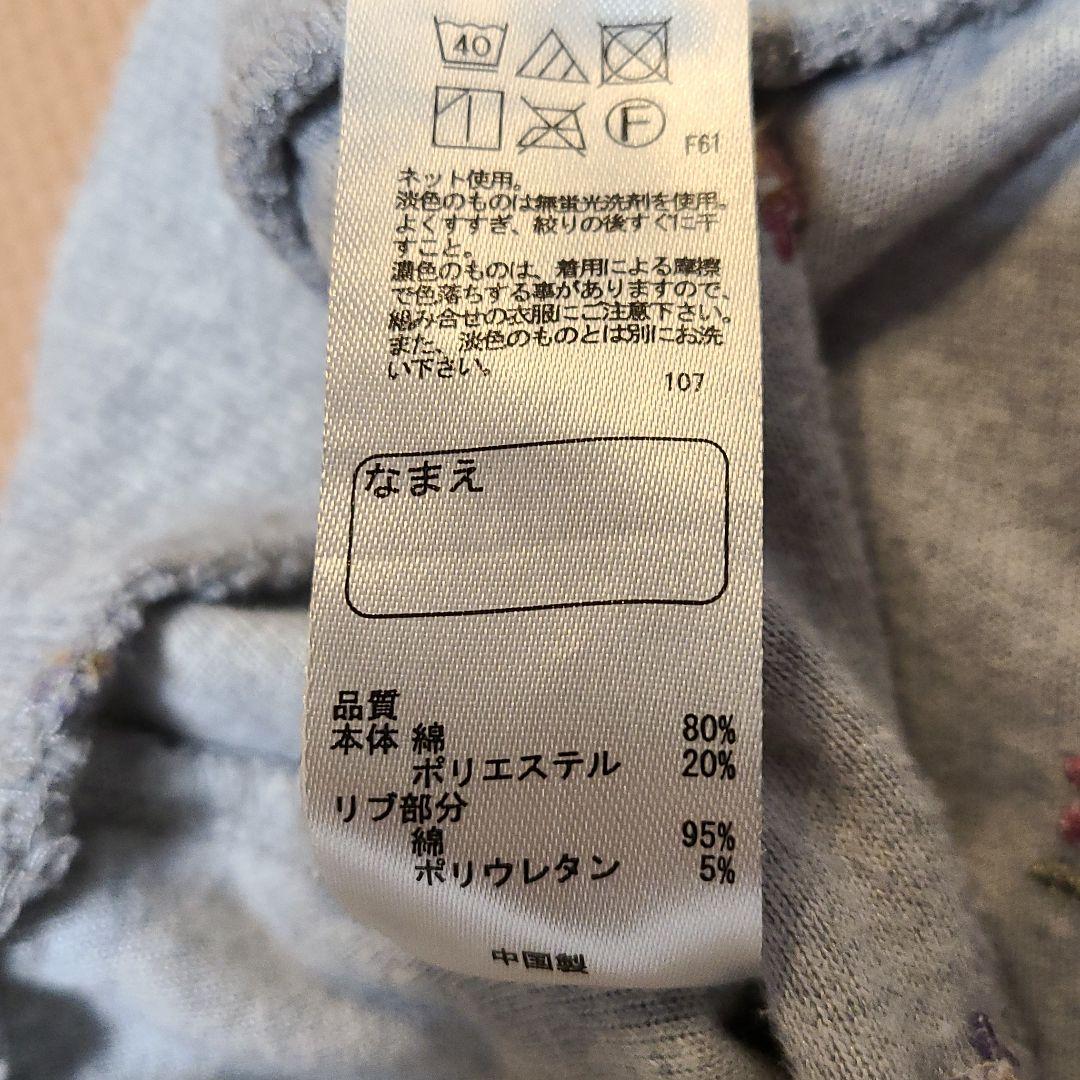 40
F
F61
ネット使用。
淡色のものは無蛍光洗剤を使用。
よくすすぎ、絞りの後すぐに干
すこと。
濃色のものは、着用による摩擦
で色落ちする事がありますので、
組み合せの衣服にご注意下さい。
また、淡色のものとは別にお洗
い下さい。
107
なまえ
品質
本体 綿 80%
ポリエステル 20%
リブ部分
綿 95%
ポリウレタン 5%
中国製